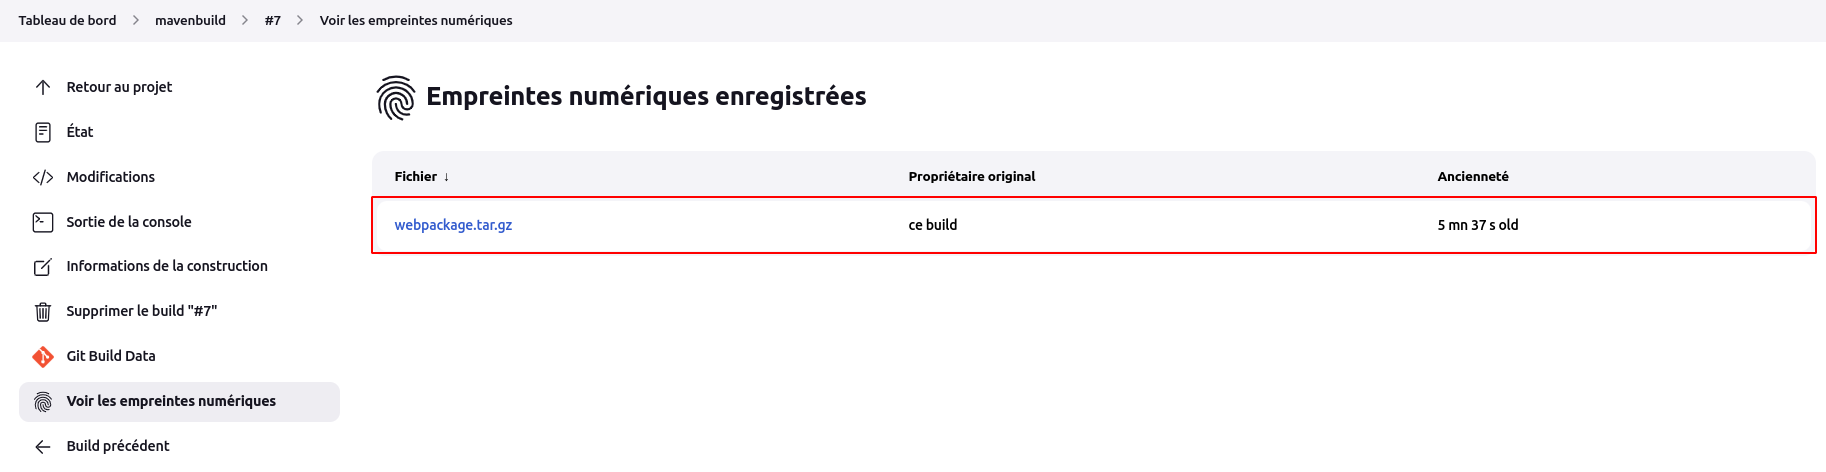 Tableau de bord > mavenbuild > #7 > Voir les empreintes numériques
Retour au projet
État
Modifications
Sortie de la console
Informations de la construction
Supprimer le build "#7"
Git Build Data
Voir les empreintes numériques
Build précédent
Empreintes numériques enregistrées
Fichier ↓ Propriétaire original Ancienneté
webpackage.tar.gz ce build 5 mn 37 s old